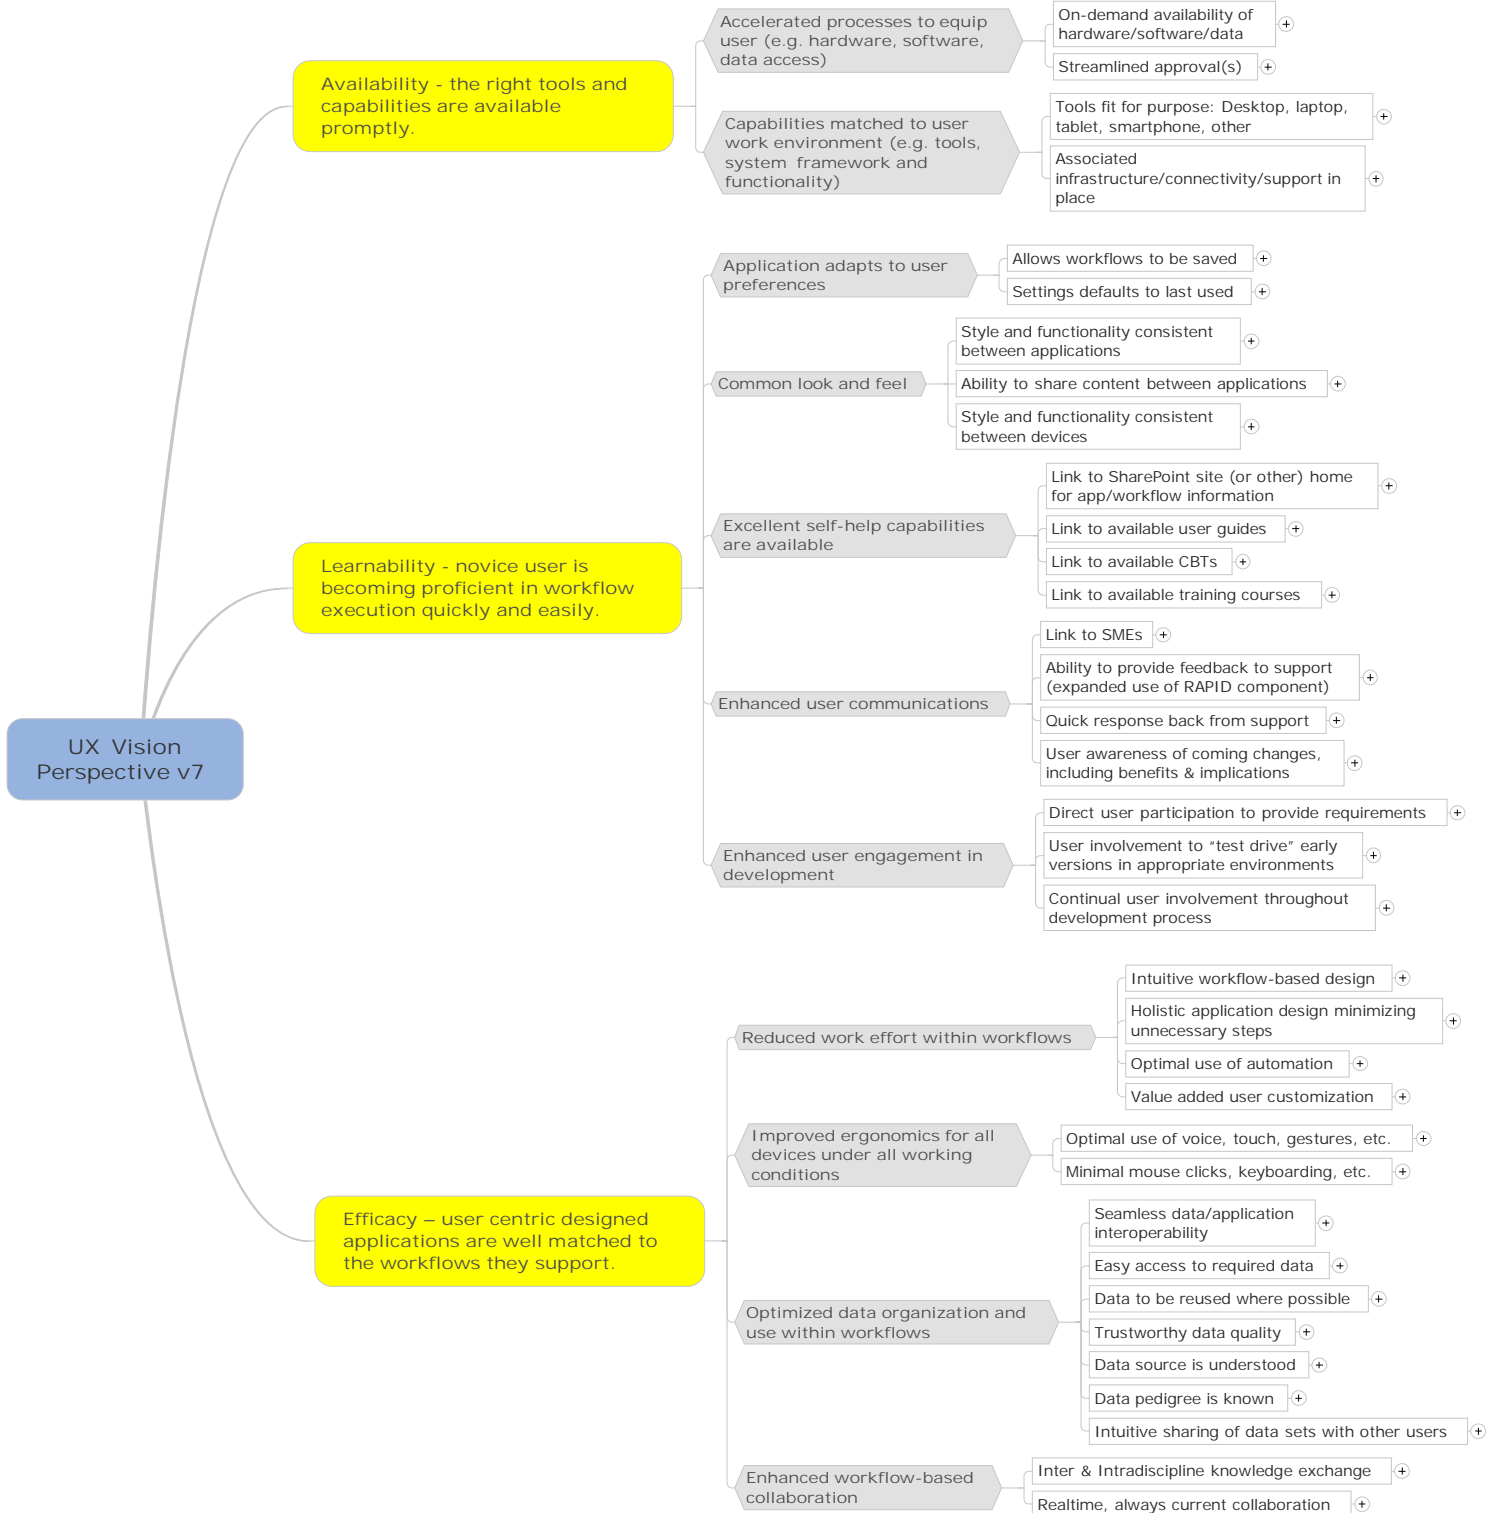 UX Vision
Perspective v7
Availability - the right tools and
capabilities are available
promptly.
Accelerated processes to equip
user (e.g. hardware, software,
data access)
On-demand availability of
hardware/software/data
Streamlined approval(s)
Capabilities matched to user
work environment (e.g. tools,
system framework and
functionality)
Tools fit for purpose: Desktop, laptop,
tablet, smartphone, other
Associated
infrastructure/connectivity/support in
place
Learnability - novice user is
becoming proficient in workflow
execution quickly and easily.
Application adapts to user
preferences
Allows workflows to be saved
Settings defaults to last used
Common look and feel
Style and functionality consistent
between applications
Ability to share content between applications
Style and functionality consistent
between devices
Excellent self-help capabilities
are available
Link to SharePoint site (or other) home
for app/workflow information
Link to available user guides
Link to available CBTs
Link to available training courses
Enhanced user communications
Link to SMEs
Ability to provide feedback to support
(expanded use of RAPID component)
Quick response back from support
User awareness of coming changes,
including benefits & implications
Enhanced user engagement in
development
Direct user participation to provide requirements
User involvement to “test drive” early
versions in appropriate environments
Continual user involvement throughout
development process
Efficacy – user centric designed
applications are well matched to
the workflows they support.
Reduced work effort within workflows
Intuitive workflow-based design
Holistic application design minimizing
unnecessary steps
Optimal use of automation
Value added user customization
Improved ergonomics for all
devices under all working
conditions
Optimal use of voice, touch, gestures, etc.
Minimal mouse clicks, keyboarding, etc.
Optimized data organization and
use within workflows
Seamless data/application
interoperability
Easy access to required data
Data to be reused where possible
Trustworthy data quality
Data source is understood
Data pedigree is known
Intuitive sharing of data sets with other users
Enhanced workflow-based
collaboration
Inter & Intradiscipline knowledge exchange
Realtime, always current collaboration